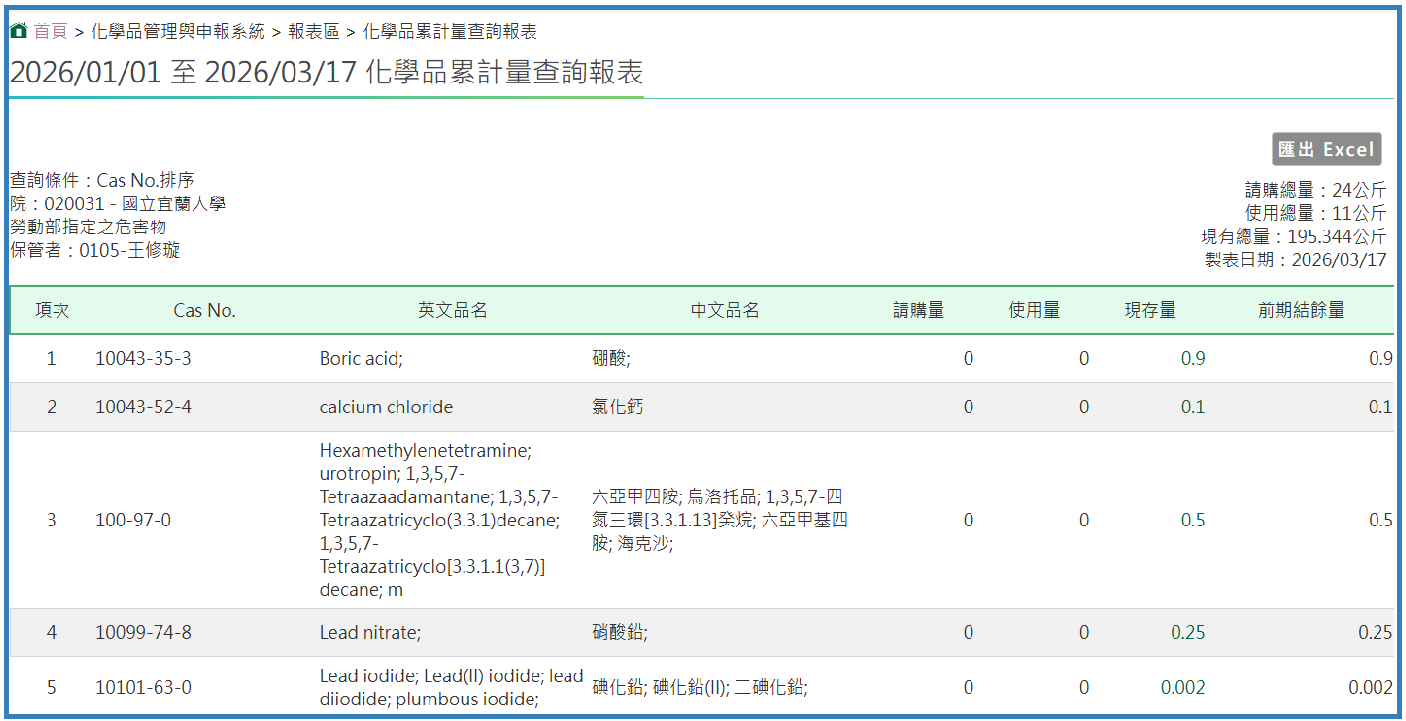 首頁 > 化學品管理與申報系統 > 報表區 > 化學品累計量查詢報表
2026/01/01 至 2026/03/17 化學品累計量查詢報表
匯出 Excel
查詢條件：Cas No.排序
院：020031 - 國立宜蘭大學
勞動部指定之危害物
保管者：0105-王修璇
請購總量：24公斤
使用總量：11公斤
現有總量：195.344公斤
製表日期：2026/03/17
項次 Cas No. 英文品名 中文品名 請購量 使用量 現存量 前期結餘量
1 10043-35-3 Boric acid; 硼酸; 0 0 0.9 0.9
2 10043-52-4 calcium chloride 氯化鈣 0 0 0.1 0.1
3 100-97-0
Hexamethylenetetramine;
urotropin; 1,3,5,7-
Tetraazaadamantane; 1,3,5,7-
Tetraazatricyclo(3.3.1)decane;
1,3,5,7-
Tetraazatricyclo[3.3.1.1(3,7)]
decane; m
六亞甲四胺; 烏洛托品; 1,3,5,7-四
氮三環[3.3.1.13]癸烷; 六亞甲基四
胺; 海克沙;
0 0 0.5 0.5
4 10099-74-8 Lead nitrate; 硝酸鉛; 0 0 0.25 0.25
5 10101-63-0
Lead iodide; Lead(II) iodide; lead
diiodide; plumbous iodide;
碘化鉛; 碘化鉛(II); 二碘化鉛;
0 0 0.002 0.002